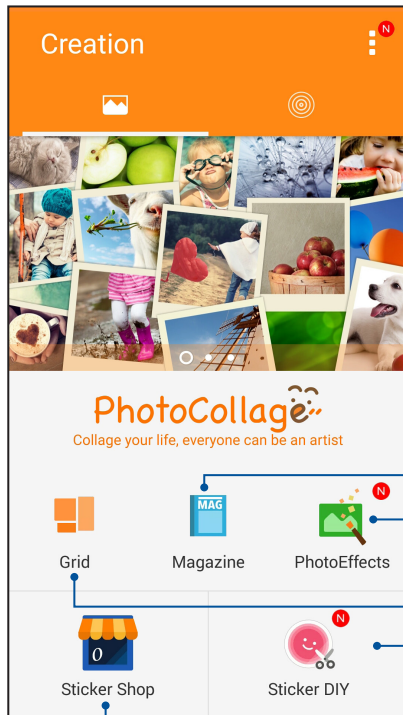 Creation
N
PhotoCollage
Collage your life, everyone can be an artist
MAG
N
Grid
Magazine
PhotoEffects
0
N
Sticker Shop
Sticker DIY